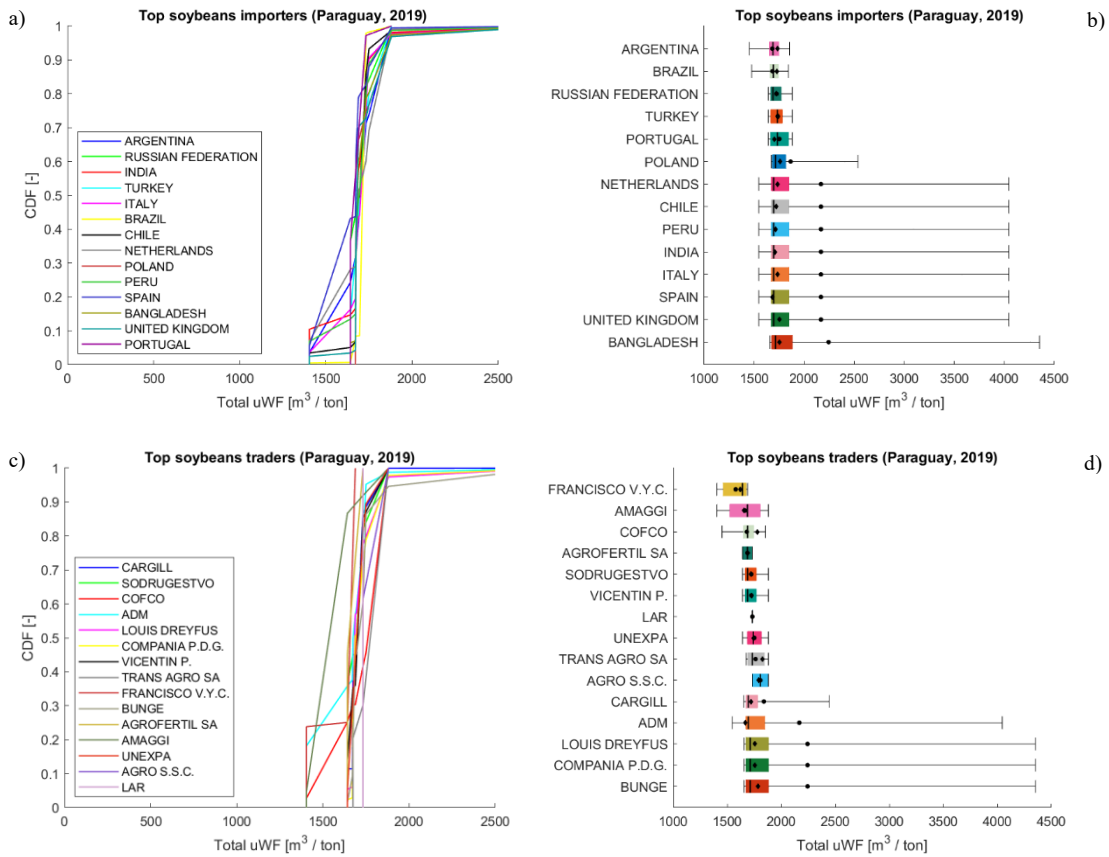 a)
Top soybeans importers (Paraguay, 2019)
1
0.9
0.8
0.7
0.6
0.5
0.4
0.3
0.2
0.1
0
CDF [-]
ARGENTINA
RUSSIAN FEDERATION
INDIA
TURKEY
ITALY
BRAZIL
CHILE
NETHERLANDS
POLAND
PERU
SPAIN
BANGLADESH
UNITED KINGDOM
PORTUGAL
0 500 1000 1500 2000 2500
Total uWF [m³ / ton]
b)
Top soybeans importers (Paraguay, 2019)
ARGENTINA
BRAZIL
RUSSIAN FEDERATION
TURKEY
PORTUGAL
POLAND
NETHERLANDS
CHILE
PERU
INDIA
ITALY
SPAIN
UNITED KINGDOM
BANGLADESH
1000 1500 2000 2500 3000 3500 4000 4500
Total uWF [m³ / ton]
c)
Top soybeans traders (Paraguay, 2019)
1
0.9
0.8
0.7
0.6
0.5
0.4
0.3
0.2
0.1
0
CDF [-]
CARGILL
SODRUGESTVO
COFCO
ADM
LOUIS DREYFUS
COMPANIA P.D.G.
VICENTIN P.
TRANS AGRO SA
FRANCISCO V.Y.C.
BUNGE
AGROFERTIL SA
AMAGGI
UNEXPA
AGRO S.S.C.
LAR
0 500 1000 1500 2000 2500
Total uWF [m³ / ton]
d)
Top soybeans traders (Paraguay, 2019)
FRANCISCO V.Y.C.
AMAGGI
COFCO
AGROFERTIL SA
SODRUGESTVO
VICENTIN P.
LAR
UNEXPA
TRANS AGRO SA
AGRO S.S.C.
CARGILL
ADM
LOUIS DREYFUS
COMPANIA P.D.G.
BUNGE
1000 1500 2000 2500 3000 3500 4000 4500
Total uWF [m³ / ton]